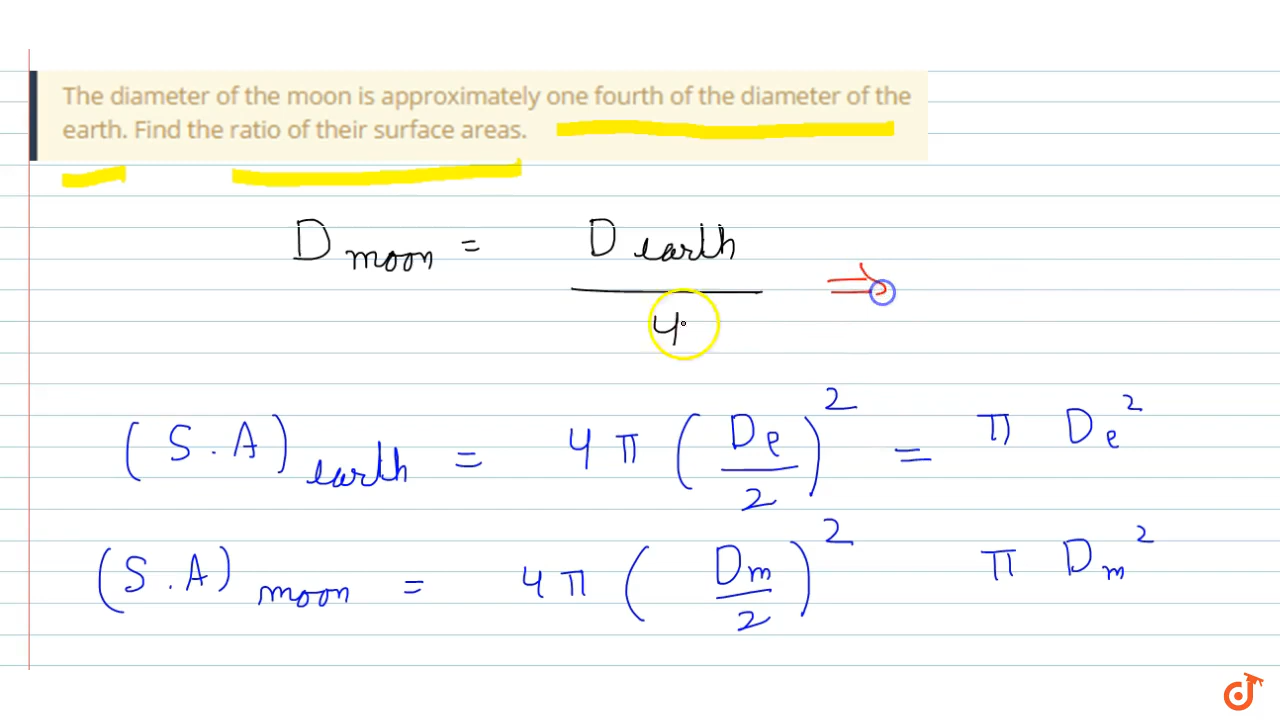 The diameter of the moon is approximately one fourth of the diameter of the
earth. Find the ratio of their surface areas.
D moon = D earth / 4 ⇒
(S.A) earth = 4π (De/2)² = π De²
(S.A) moon = 4π (Dm/2)² π Dm²